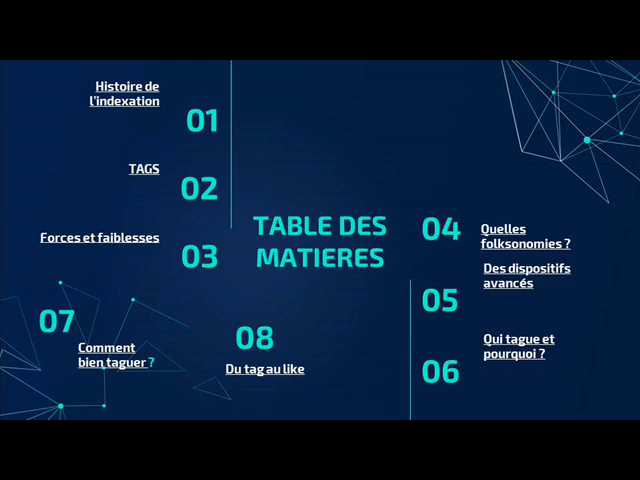 Histoire de
l'indexation
01
TAGS
02
Forces et faiblesses
03
TABLE DES
MATIERES
04
Quelles
folksonomies ?
Des dispositifs
avancés
05
Qui tague et
pourquoi ?
06
07
Comment
bien taguer ?
08
Du tag au like